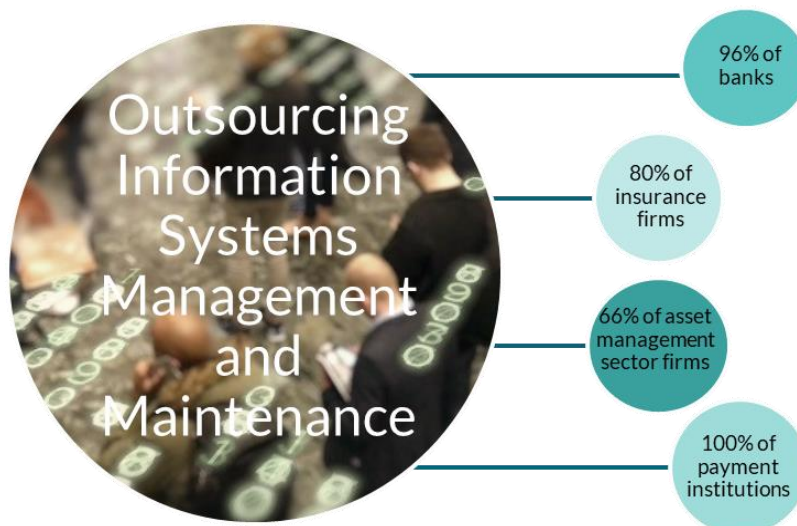 Outsourcing
Information
Systems
Management
and
Maintenance
96% of
banks
80% of
insurance
firms
66% of asset
management
sector firms
100% of
payment
institutions